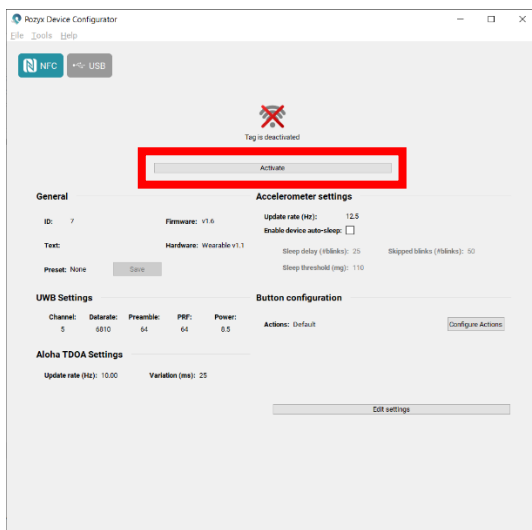 Pozyx Device Configurator
File Tools Help
NFC USB
Tag is deactivated
Activate
General
ID: 7 Firmware: v1.6
Text: Hardware: Wearable v1.1
Preset: None Save
Accelerometer settings
Update rate (Hz): 12.5
Enable device auto-sleep:
Sleep delay (#blinks): 25 Skipped blinks (#blinks): 50
Sleep threshold (mg): 110
UWB Settings
Channel: Datarate: Preamble: PRF: Power:
5 6810 64 64 8.5
Button configuration
Actions: Default Configure Actions
Aloha TDOA Settings
Update rate (Hz): 10.00 Variation (ms): 25
Edit settings